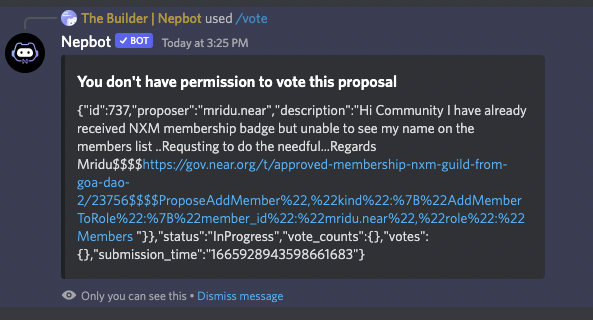 The Builder | Nepbot used /vote
Nepbot ✓ BOT Today at 3:25 PM
You don't have permission to vote this proposal
{"id":737,"proposer":"mridu.near","description":"Hi Community I have already
received NXM membership badge but unable to see my name on the
members list ..Requsting to do the needful...Regards
Mridu$$$$https://gov.near.org/t/approved-membership-nxm-guild-from-
goa-dao-
2/23756$$$$ProposeAddMember%22,%22kind%22:%7B%22AddMember
ToRole%22:%7B%22member_id%22:%22mridu.near%22,%22role%22:%22
Members "}},"status":"InProgress","vote_counts":{},"votes":
{},"submission_time":"1665928943598661683"}
Only you can see this • Dismiss message